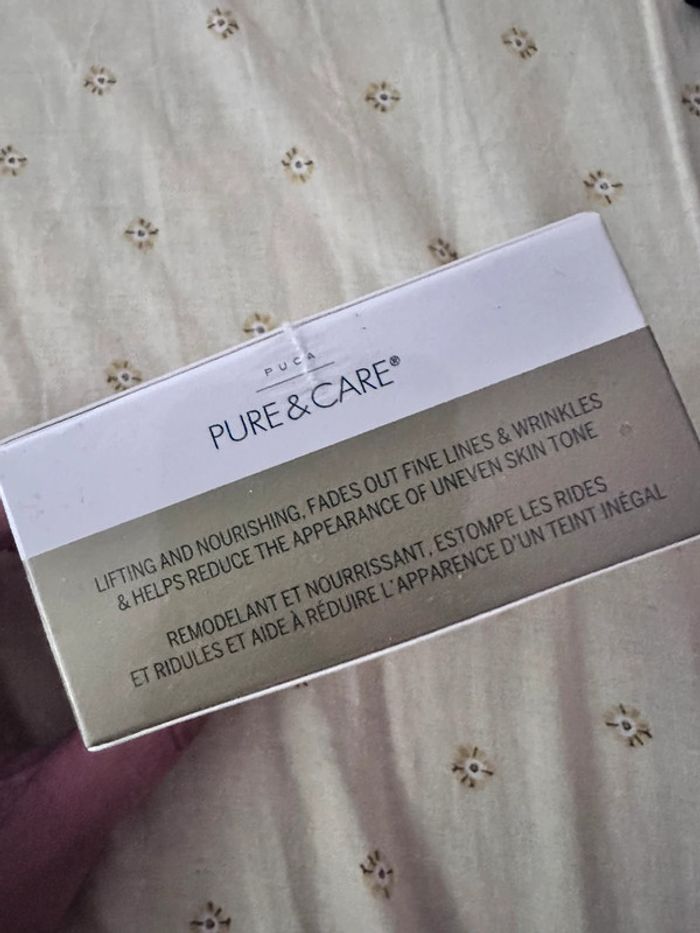 PUCA
PURE & CARE®
LIFTING AND NOURISHING, FADES OUT FINE LINES & WRINKLES
& HELPS REDUCE THE APPEARANCE OF UNEVEN SKIN TONE
REMODELANT ET NOURRISSANT, ESTOMPE LES RIDES
ET RIDULES ET AIDE À RÉDUIRE L'APPARENCE D'UN TEINT INÉGAL